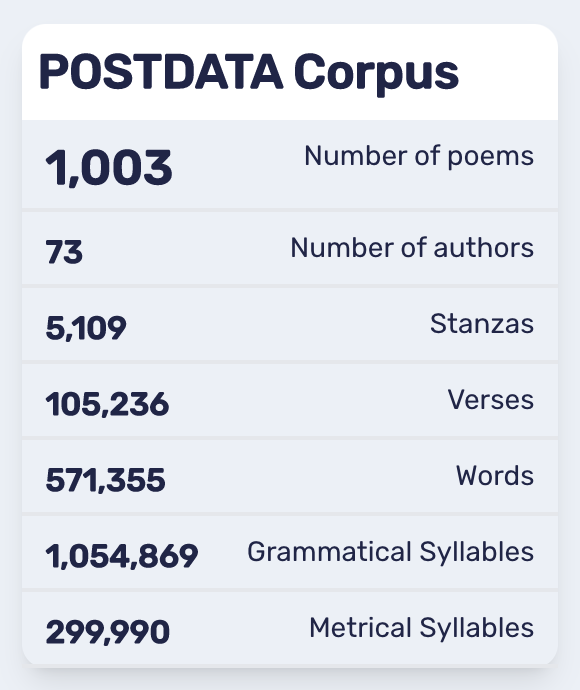 POSTDATA Corpus
1,003 Number of poems
73 Number of authors
5,109 Stanzas
105,236 Verses
571,355 Words
1,054,869 Grammatical Syllables
299,990 Metrical Syllables